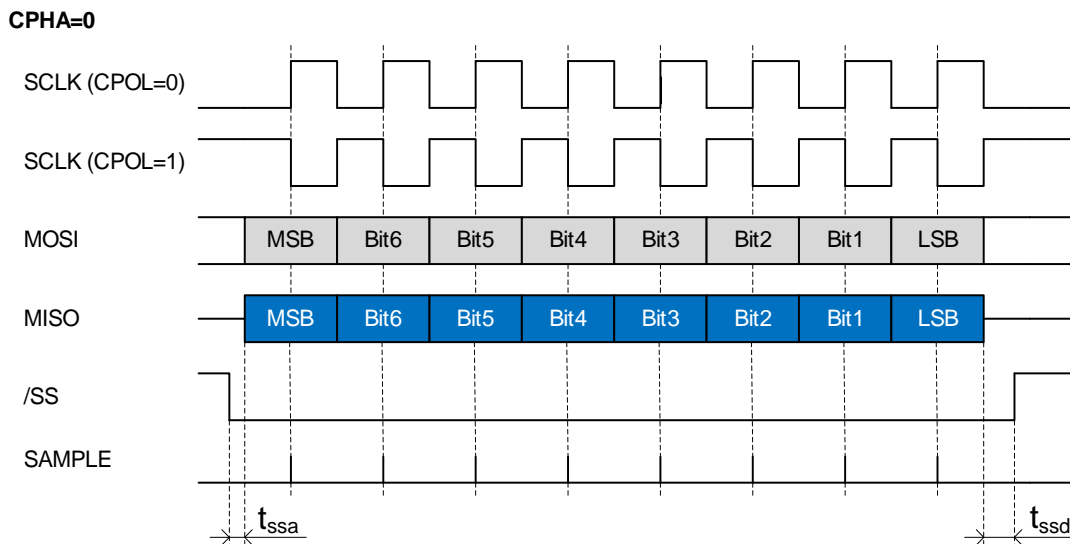 CPHA=0
SCLK (CPOL=0)
SCLK (CPOL=1)
MOSI MSB Bit6 Bit5 Bit4 Bit3 Bit2 Bit1 LSB
MISO MSB Bit6 Bit5 Bit4 Bit3 Bit2 Bit1 LSB
/SS
SAMPLE
tssa tssd